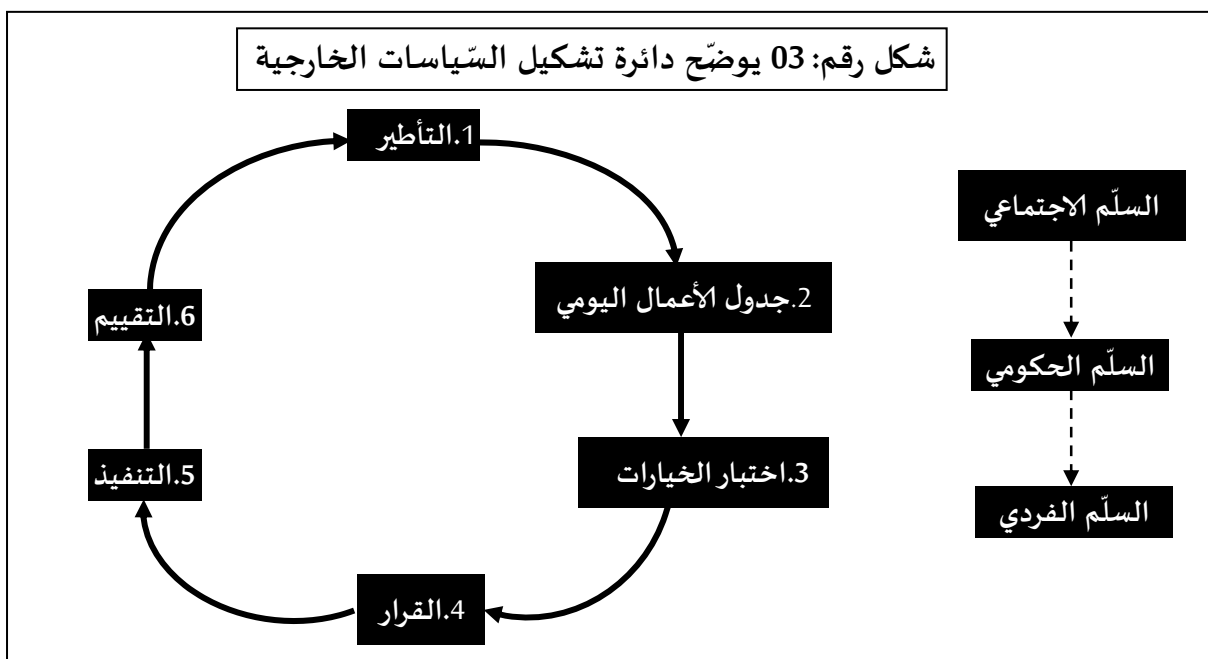 شكل رقم: 03 يوضّح دائرة تشكيل السّياسات الخارجية
1.التأطير
2.جدول الأعمال اليومي
3.اختبار الخيارات
4.القرار
5.التنفيذ
6.التقييم
السلّم الاجتماعي
السلّم الحكومي
السلّم الفردي